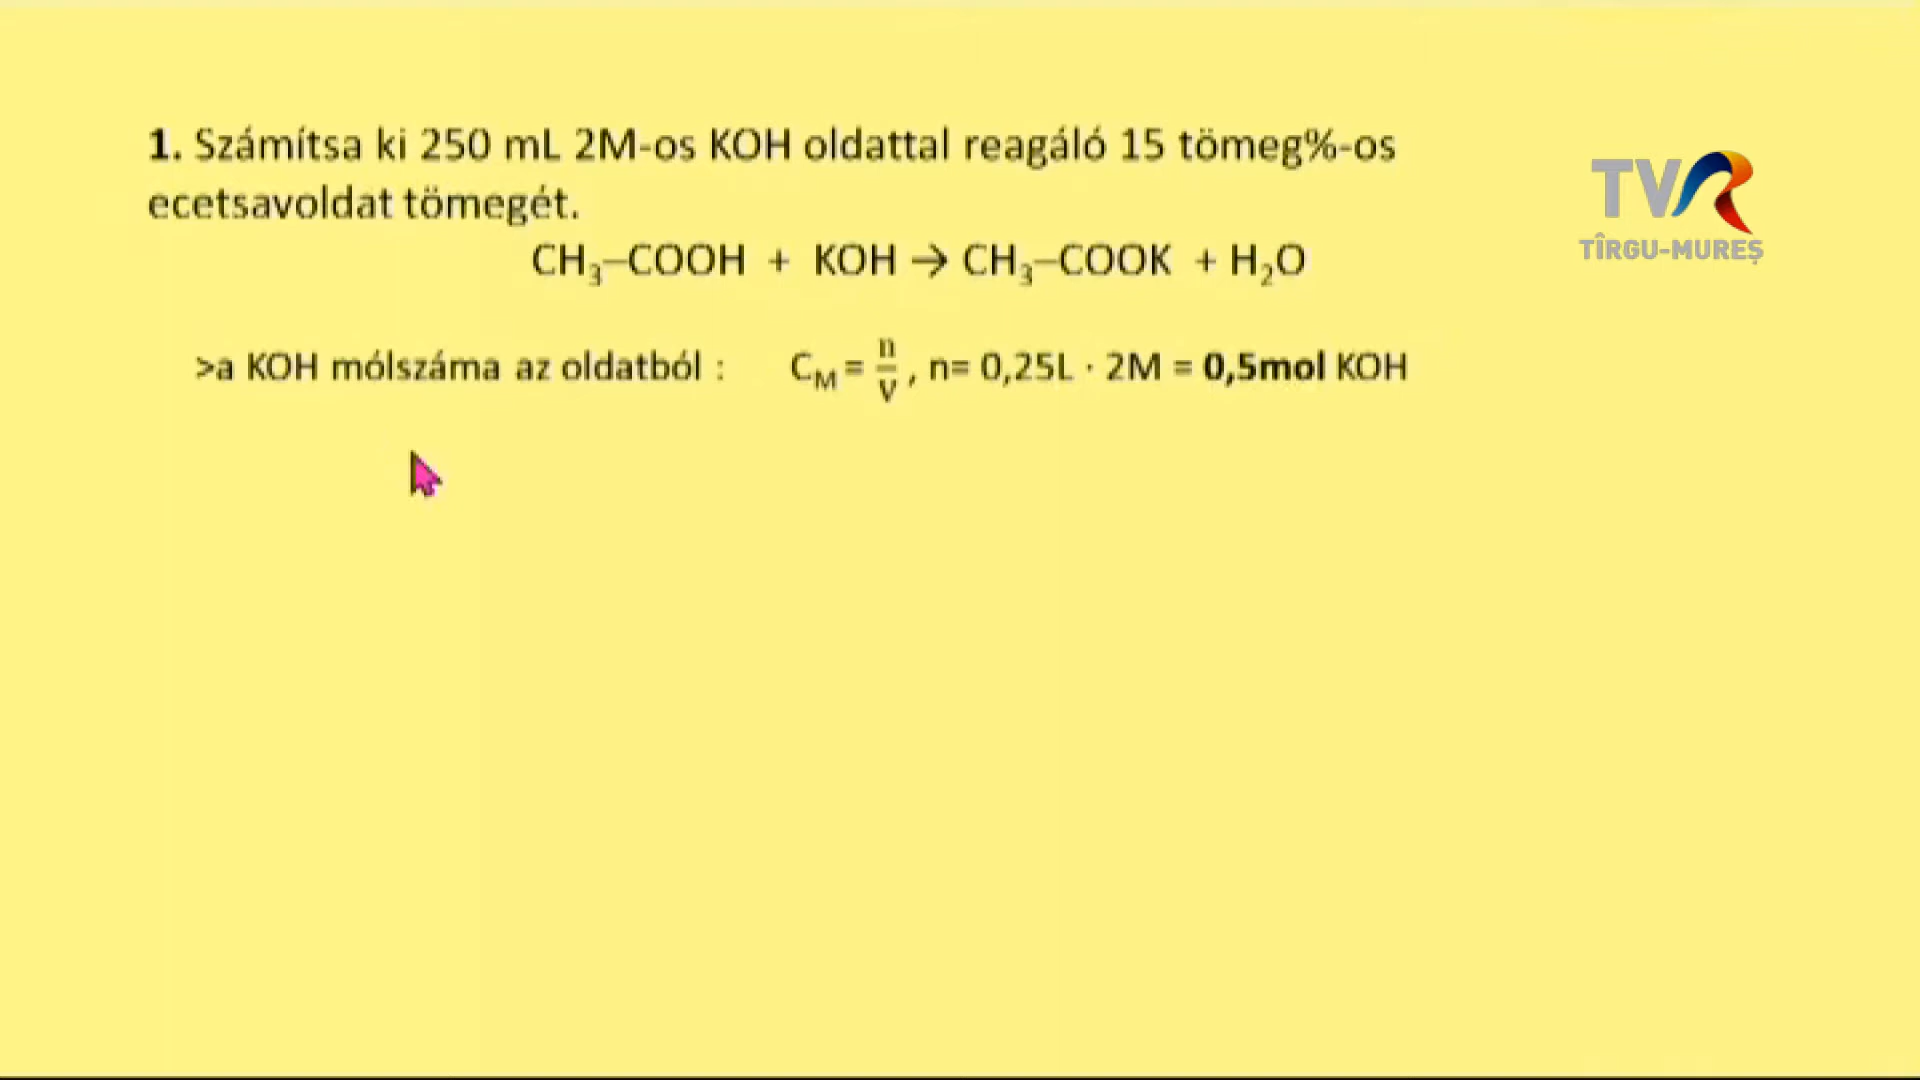 1. Számítsa ki 250 mL 2M-os KOH oldattal reagáló 15 tömeg%-os
ecetsavoldat tömegét.
CH₃–COOH + KOH → CH₃–COOK + H₂O
>a KOH mólszáma az oldatból : C_M = n/v , n= 0,25L · 2M = 0,5mol KOH
TVR
TÎRGU-MUREȘ